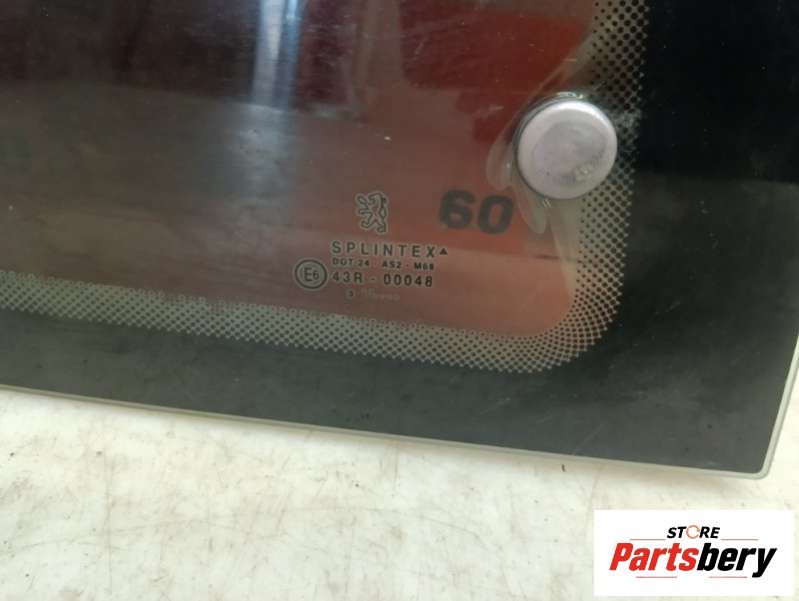 60
SPLINTEX
DOT 24 - AS2 - M68
E6 43R - 00048
STORE
Partsbery